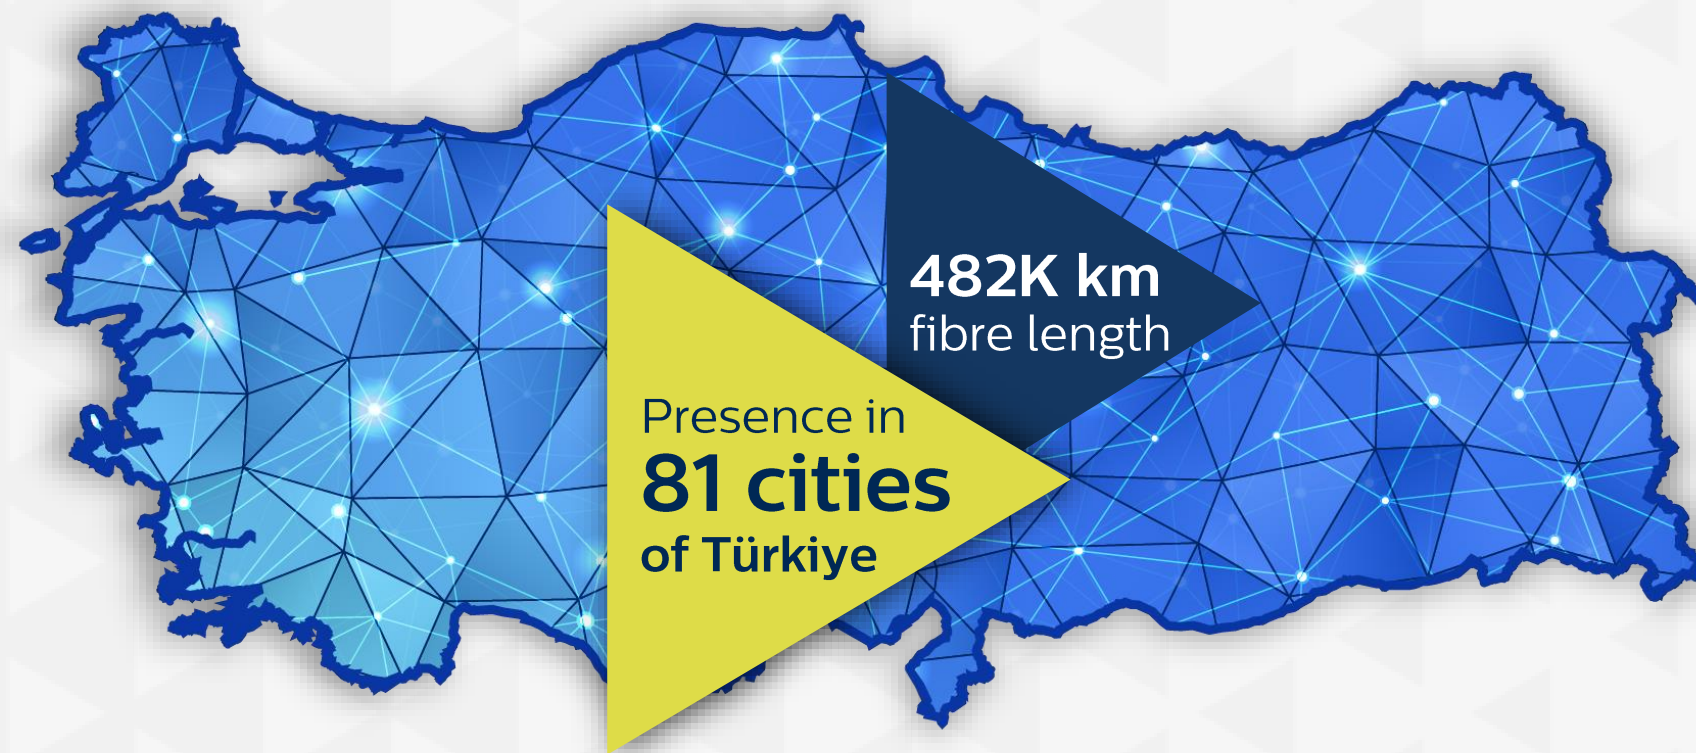 482K km
fibre length
Presence in
81 cities
of Türkiye